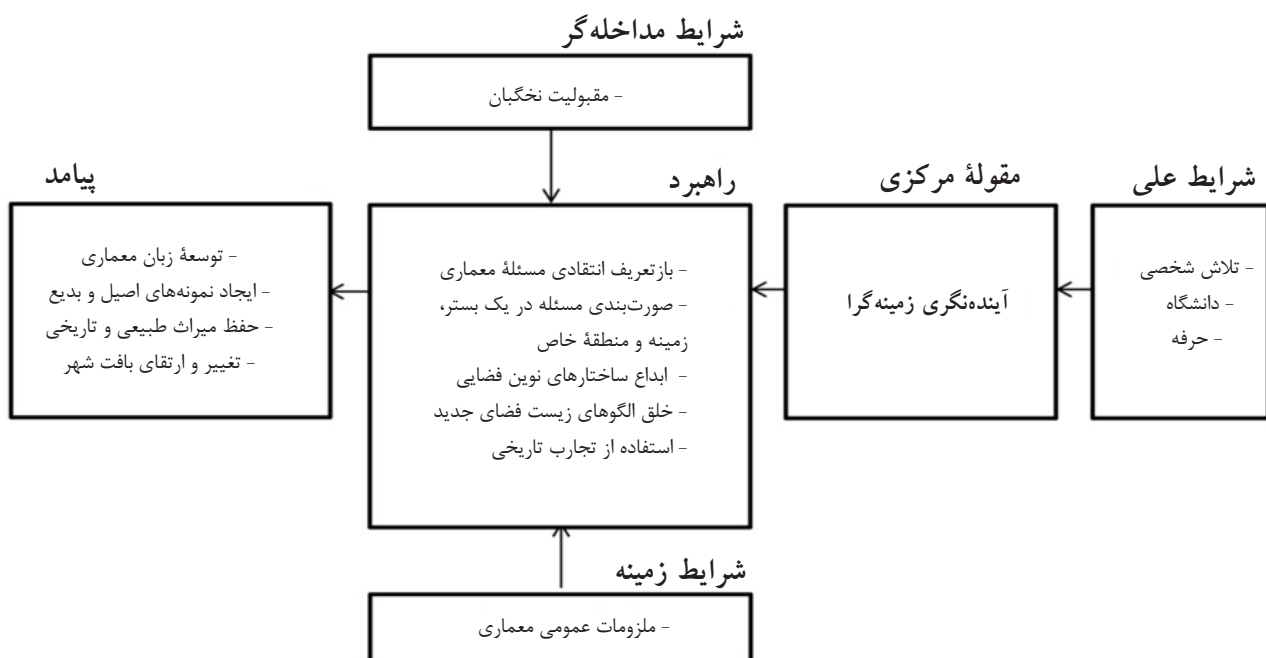 شرایط مداخله‌گر
- مقبولیت نخگبان
شرایط علی
- تلاش شخصی
- دانشگاه
- حرفه
مقولهٔ مرکزی
آینده‌نگری زمینه‌گرا
راهبرد
- بازتعریف انتقادی مسئلهٔ معماری
- صورت‌بندی مسئله در یک بستر،
زمینه و منطقهٔ خاص
- ابداع ساختارهای نوین فضایی
- خلق الگوهای زیست فضای جدید
- استفاده از تجارب تاریخی
پیامد
- توسعهٔ زبان معماری
- ایجاد نمونه‌های اصیل و بدیع
- حفظ میراث طبیعی و تاریخی
- تغییر و ارتقای بافت شهر
شرایط زمینه
- ملزومات عمومی معماری